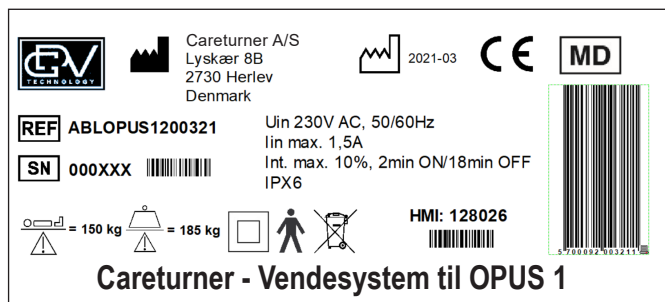 GDV
TECHNOLOGY
Careturner A/S
Lyskær 8B
2730 Herlev
Denmark
2021-03
CE
MD
REF ABLOPUS1200321
SN 000XXX
Uin 230V AC, 50/60Hz
Iin max. 1,5A
Int. max. 10%, 2min ON/18min OFF
IPX6
= 150 kg
= 185 kg
HMI: 128026
5 700092 003211
Careturner - Vendesystem til OPUS 1